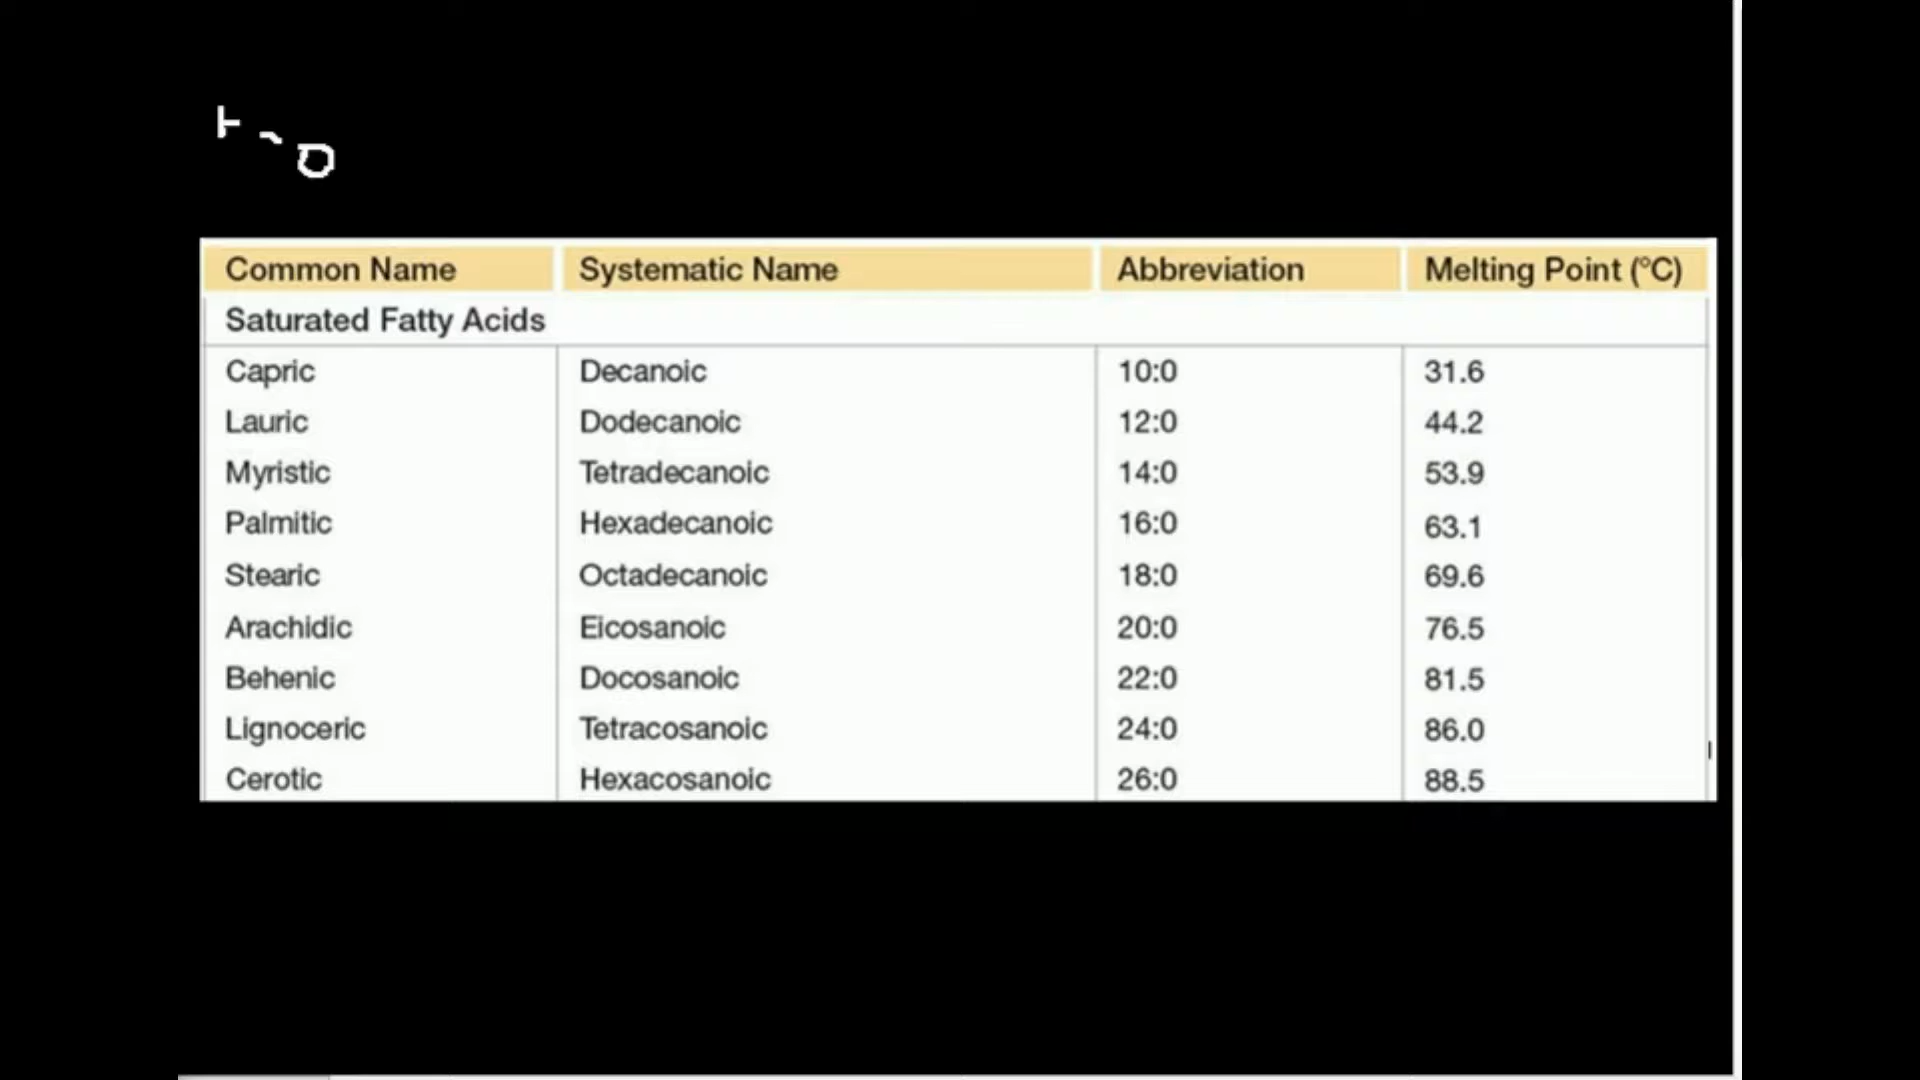 Common Name Systematic Name Abbreviation Melting Point (°C)
Saturated Fatty Acids
Capric Decanoic 10:0 31.6
Lauric Dodecanoic 12:0 44.2
Myristic Tetradecanoic 14:0 53.9
Palmitic Hexadecanoic 16:0 63.1
Stearic Octadecanoic 18:0 69.6
Arachidic Eicosanoic 20:0 76.5
Behenic Docosanoic 22:0 81.5
Lignoceric Tetracosanoic 24:0 86.0
Cerotic Hexacosanoic 26:0 88.5